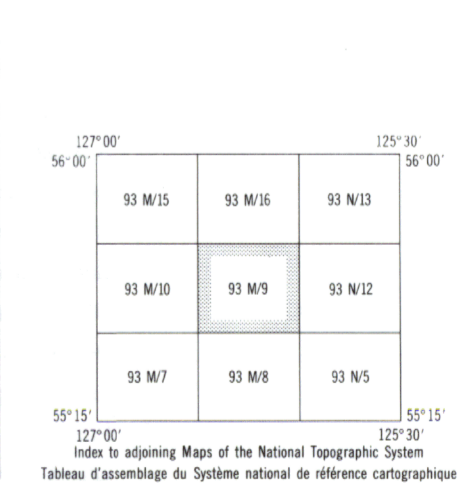 127°00' 125°30'
56°00' 56°00'
93 M/15 93 M/16 93 N/13
93 M/10 93 M/9 93 N/12
93 M/7 93 M/8 93 N/5
55°15' 55°15'
127°00' 125°30'
Index to adjoining Maps of the National Topographic System
Tableau d'assemblage du Système national de référence cartographique